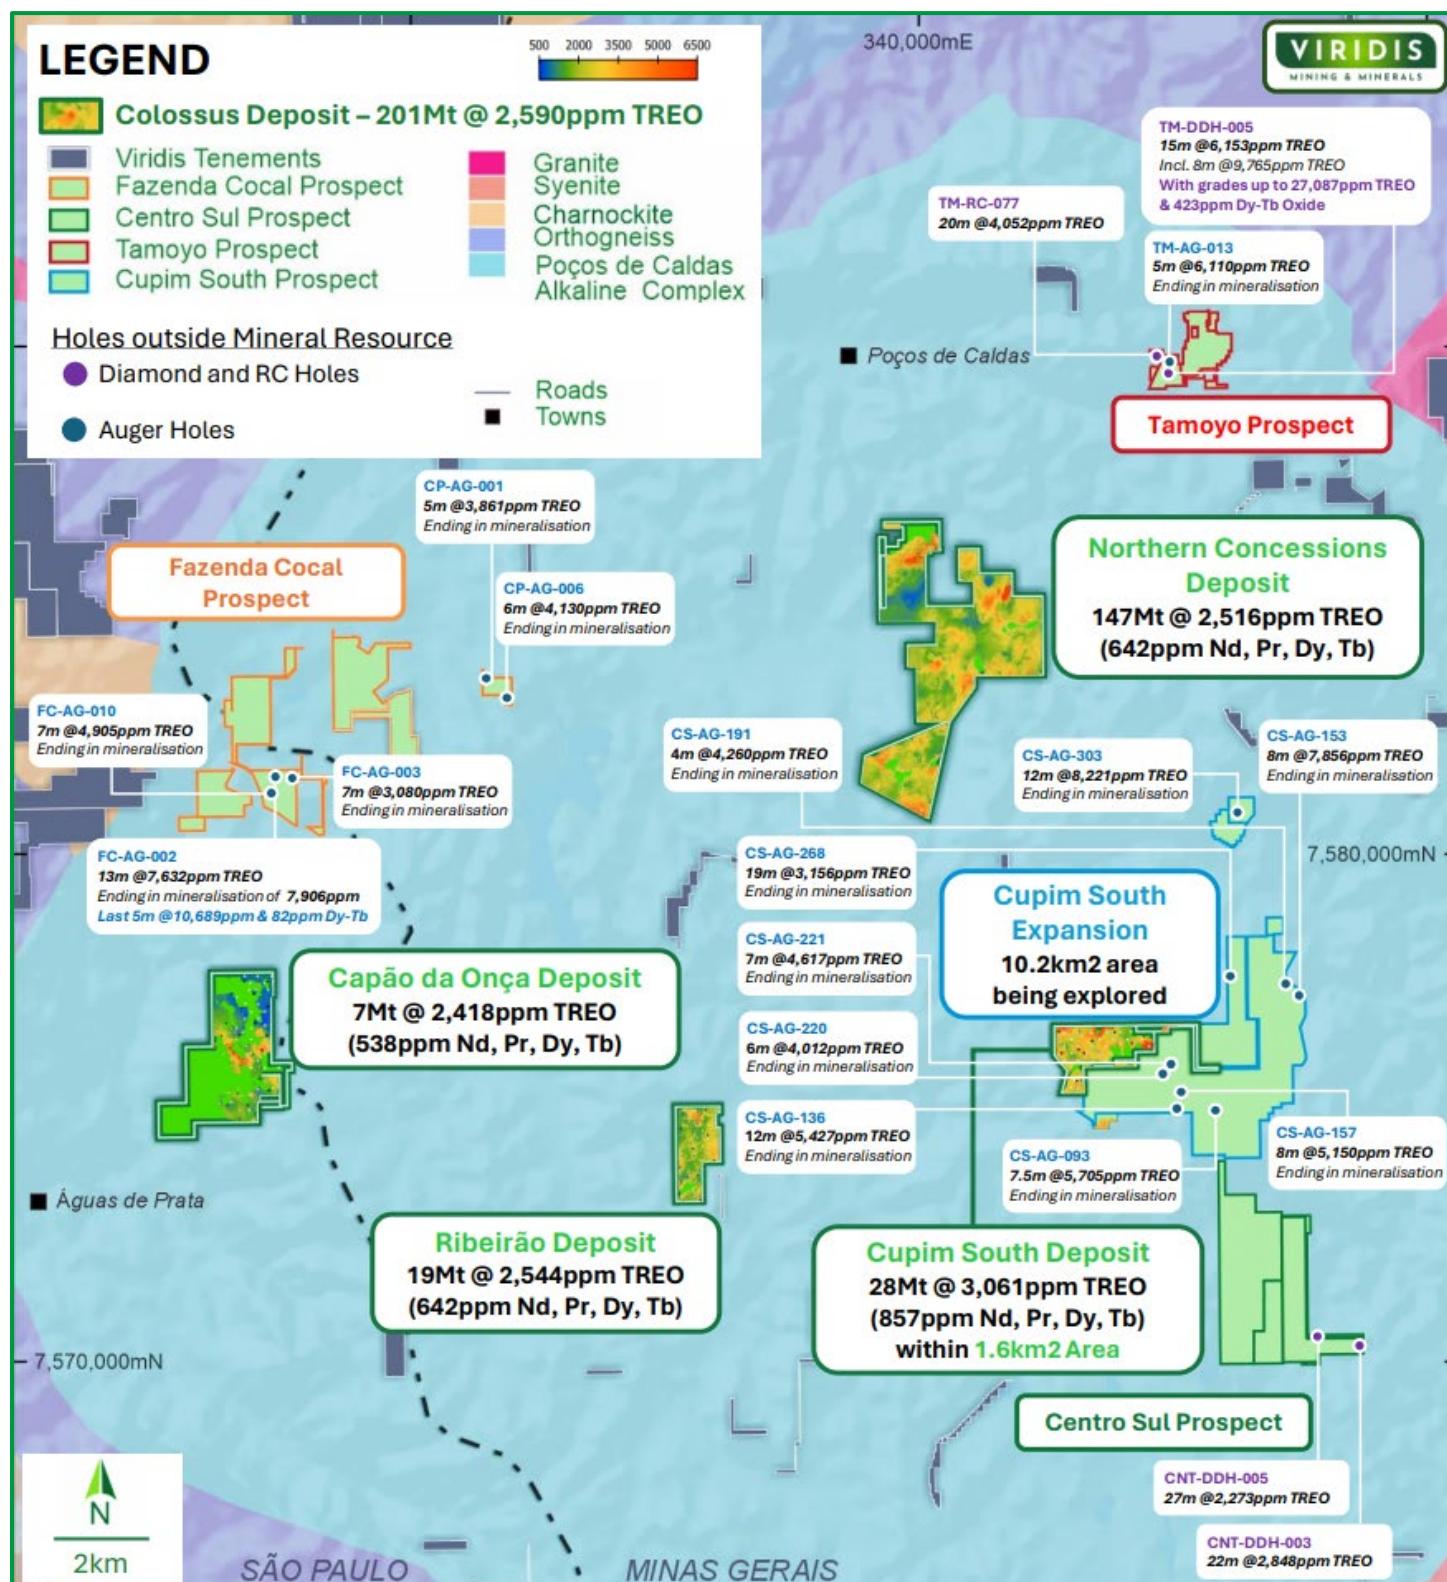 LEGEND
500 2000 3500 5000 6500
Colossus Deposit – 201Mt @ 2,590ppm TREO
Viridis Tenements
Fazenda Cocal Prospect
Centro Sul Prospect
Tamoyo Prospect
Cupim South Prospect
Granite
Syenite
Charnockite
Orthogneiss
Poços de Caldas
Alkaline Complex
Holes outside Mineral Resource
Diamond and RC Holes
Auger Holes
Roads
Towns
340,000mE
VIRIDIS
MINING & MINERALS
TM-DDH-005
15m @6,153ppm TREO
Incl. 8m @9,765ppm TREO
With grades up to 27,087ppm TREO
& 423ppm Dy-Tb Oxide
TM-RC-077
20m @4,052ppm TREO
TM-AG-013
5m @6,110ppm TREO
Ending in mineralisation
Poços de Caldas
Tamoyo Prospect
CP-AG-001
5m @3,861ppm TREO
Ending in mineralisation
CP-AG-006
6m @4,130ppm TREO
Ending in mineralisation
Fazenda Cocal
Prospect
Northern Concessions
Deposit
147Mt @ 2,516ppm TREO
(642ppm Nd, Pr, Dy, Tb)
FC-AG-010
7m @4,905ppm TREO
Ending in mineralisation
FC-AG-003
7m @3,080ppm TREO
Ending in mineralisation
FC-AG-002
13m @7,632ppm TREO
Ending in mineralisation of 7,906ppm
Last 5m @10,689ppm & 82ppm Dy-Tb
CS-AG-191
4m @4,260ppm TREO
Ending in mineralisation
CS-AG-303
12m @8,221ppm TREO
Ending in mineralisation
CS-AG-153
8m @7,856ppm TREO
Ending in mineralisation
7,580,000mN
CS-AG-268
19m @3,156ppm TREO
Ending in mineralisation
CS-AG-221
7m @4,617ppm TREO
Ending in mineralisation
CS-AG-220
6m @4,012ppm TREO
Ending in mineralisation
CS-AG-136
12m @5,427ppm TREO
Ending in mineralisation
Cupim South
Expansion
10.2km2 area
being explored
Capão da Onça Deposit
7Mt @ 2,418ppm TREO
(538ppm Nd, Pr, Dy, Tb)
CS-AG-093
7.5m @5,705ppm TREO
Ending in mineralisation
CS-AG-157
8m @5,150ppm TREO
Ending in mineralisation
Águas de Prata
Ribeirão Deposit
19Mt @ 2,544ppm TREO
(642ppm Nd, Pr, Dy, Tb)
Cupim South Deposit
28Mt @ 3,061ppm TREO
(857ppm Nd, Pr, Dy, Tb)
within 1.6km2 Area
7,570,000mN
Centro Sul Prospect
CNT-DDH-005
27m @2,273ppm TREO
CNT-DDH-003
22m @2,848ppm TREO
N
2km
SÃO PAULO
MINAS GERAIS